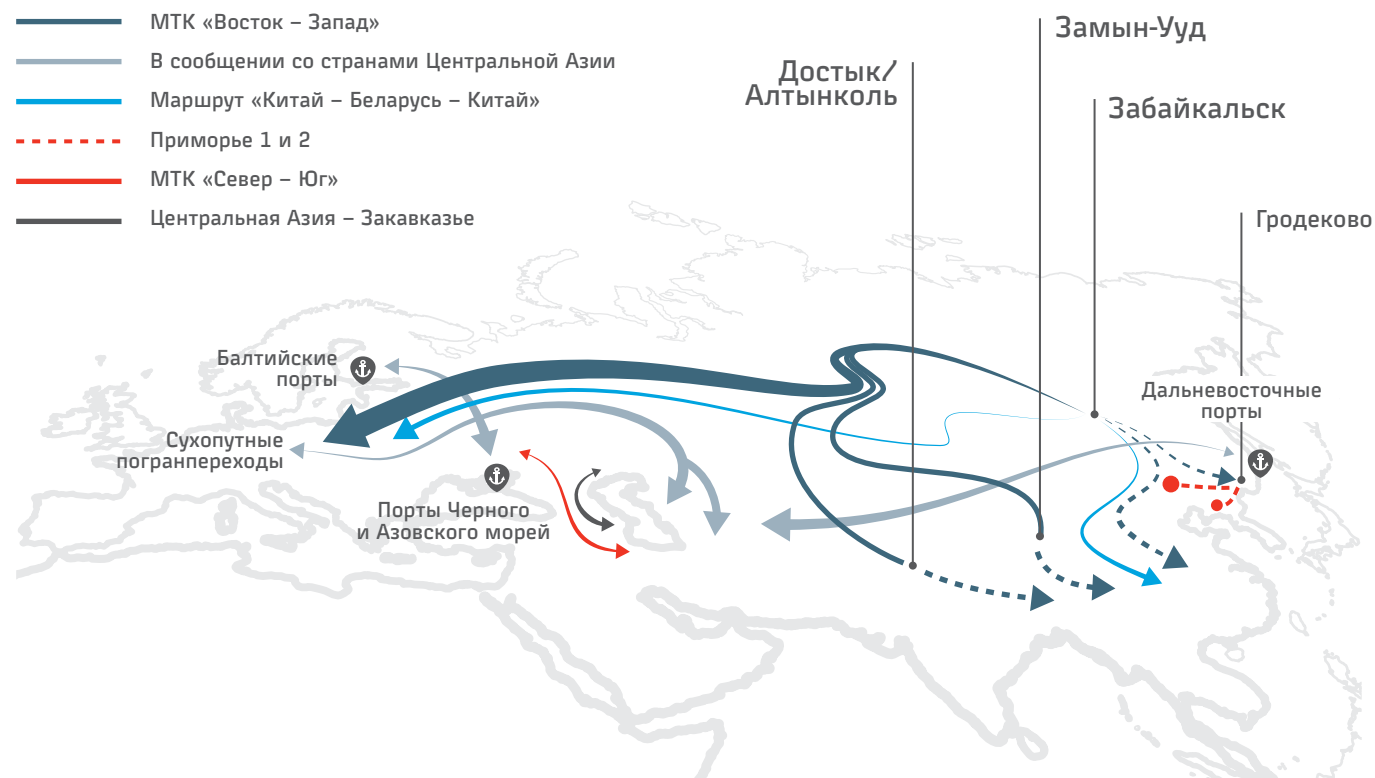 МТК «Восток – Запад»
В сообщении со странами Центральной Азии
Маршрут «Китай – Беларусь – Китай»
Приморье 1 и 2
МТК «Север – Юг»
Центральная Азия – Закавказье
Замын-Ууд
Достык/
Алтынколь
Забайкальск
Гродеково
Балтийские
порты
Дальневосточные
порты
Сухопутные
погранпереходы
Порты Черного
и Азовского морей